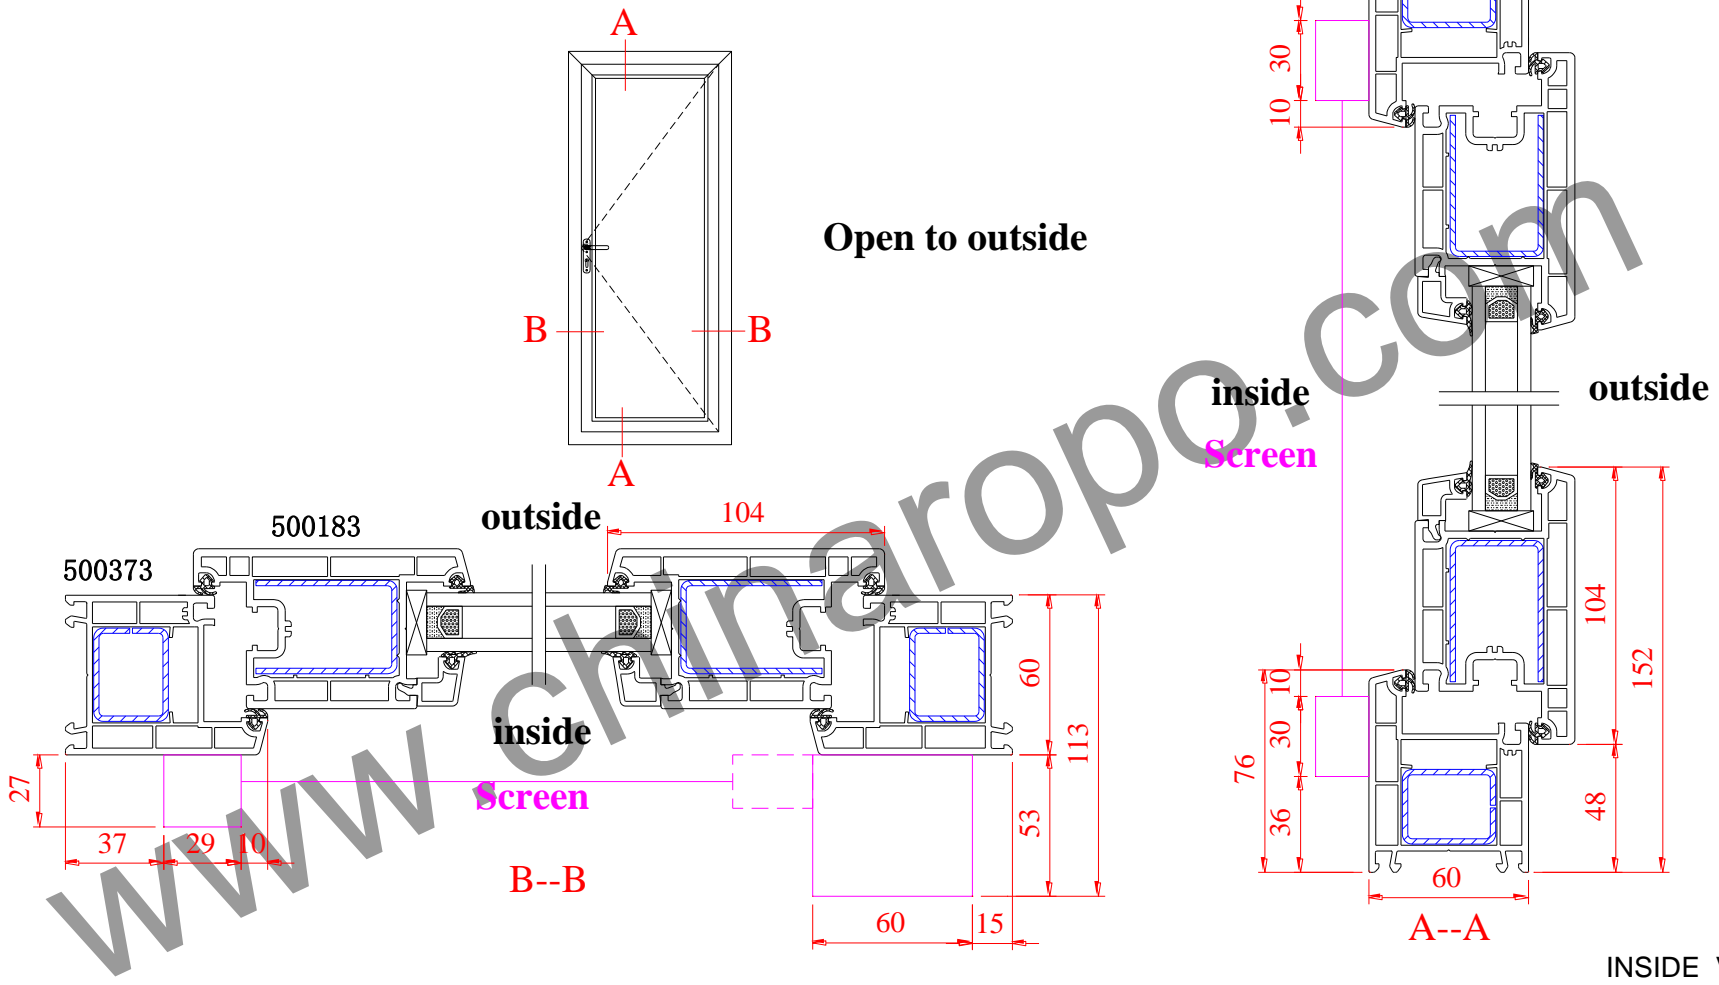 A
Open to outside
B
B
A
outside
104
500183
500373
inside
Screen
27
37
29
10
B--B
60
113
53
60
15
30
10
inside
outside
Screen
104
152
10
30
76
36
48
60
A--A
INSIDE
www.chinaropo.com